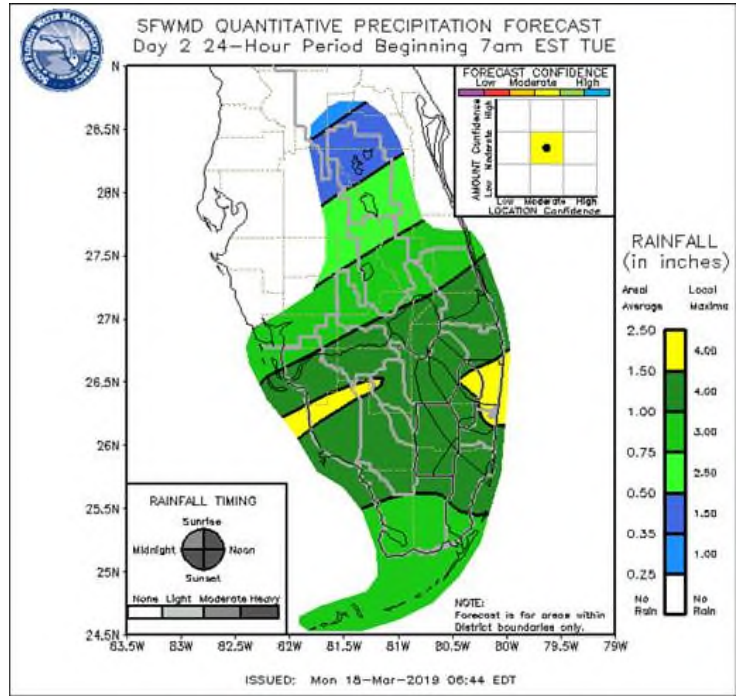 SOUTH FLORIDA WATER MANAGEMENT DISTRICT
SFWMD QUANTITATIVE PRECIPITATION FORECAST
Day 2 24-Hour Period Beginning 7am EST TUE
FORECAST CONFIDENCE
Low Moderate High
AMOUNT Confidence
Low Moderate High
Low Moderate High
LOCATION Confidence
N
28.5N
28N
27.5N
27N
26.5N
26N
25.5N
25N
24.5N
83.5W 83W 82.5W 82W 81.5W 81W 80.5W 80W 79.5W 79W
RAINFALL
(in inches)
Areal Average
Local Maxima
2.50
4.00
1.50
4.00
1.00
3.00
0.75
2.50
0.50
1.50
0.35
1.00
0.25
No Rain
No Rain
RAINFALL TIMING
Sunrise
Midnight Noon
Sunset
None Light Moderate Heavy
NOTE:
Forecast is for areas within
District boundaries only.
ISSUED: Mon 18-Mar-2019 06:44 EDT